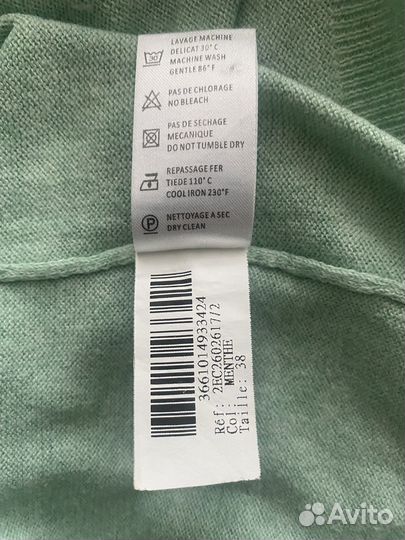 30
LAVAGE MACHINE
DELICAT 30°C
MACHINE WASH
GENTLE 86°F
PAS DE CHLORAGE
NO BLEACH
PAS DE SECHAGE
MECANIQUE
DO NOT TUMBLE DRY
REPASSAGE FER
TIEDE 110°C
COOL IRON 230°F
P
NETTOYAGE A SEC
DRY CLEAN
3661014933424
Réf: 2EC2602617/2
Col: MENTHE
Taille: 38
Avito